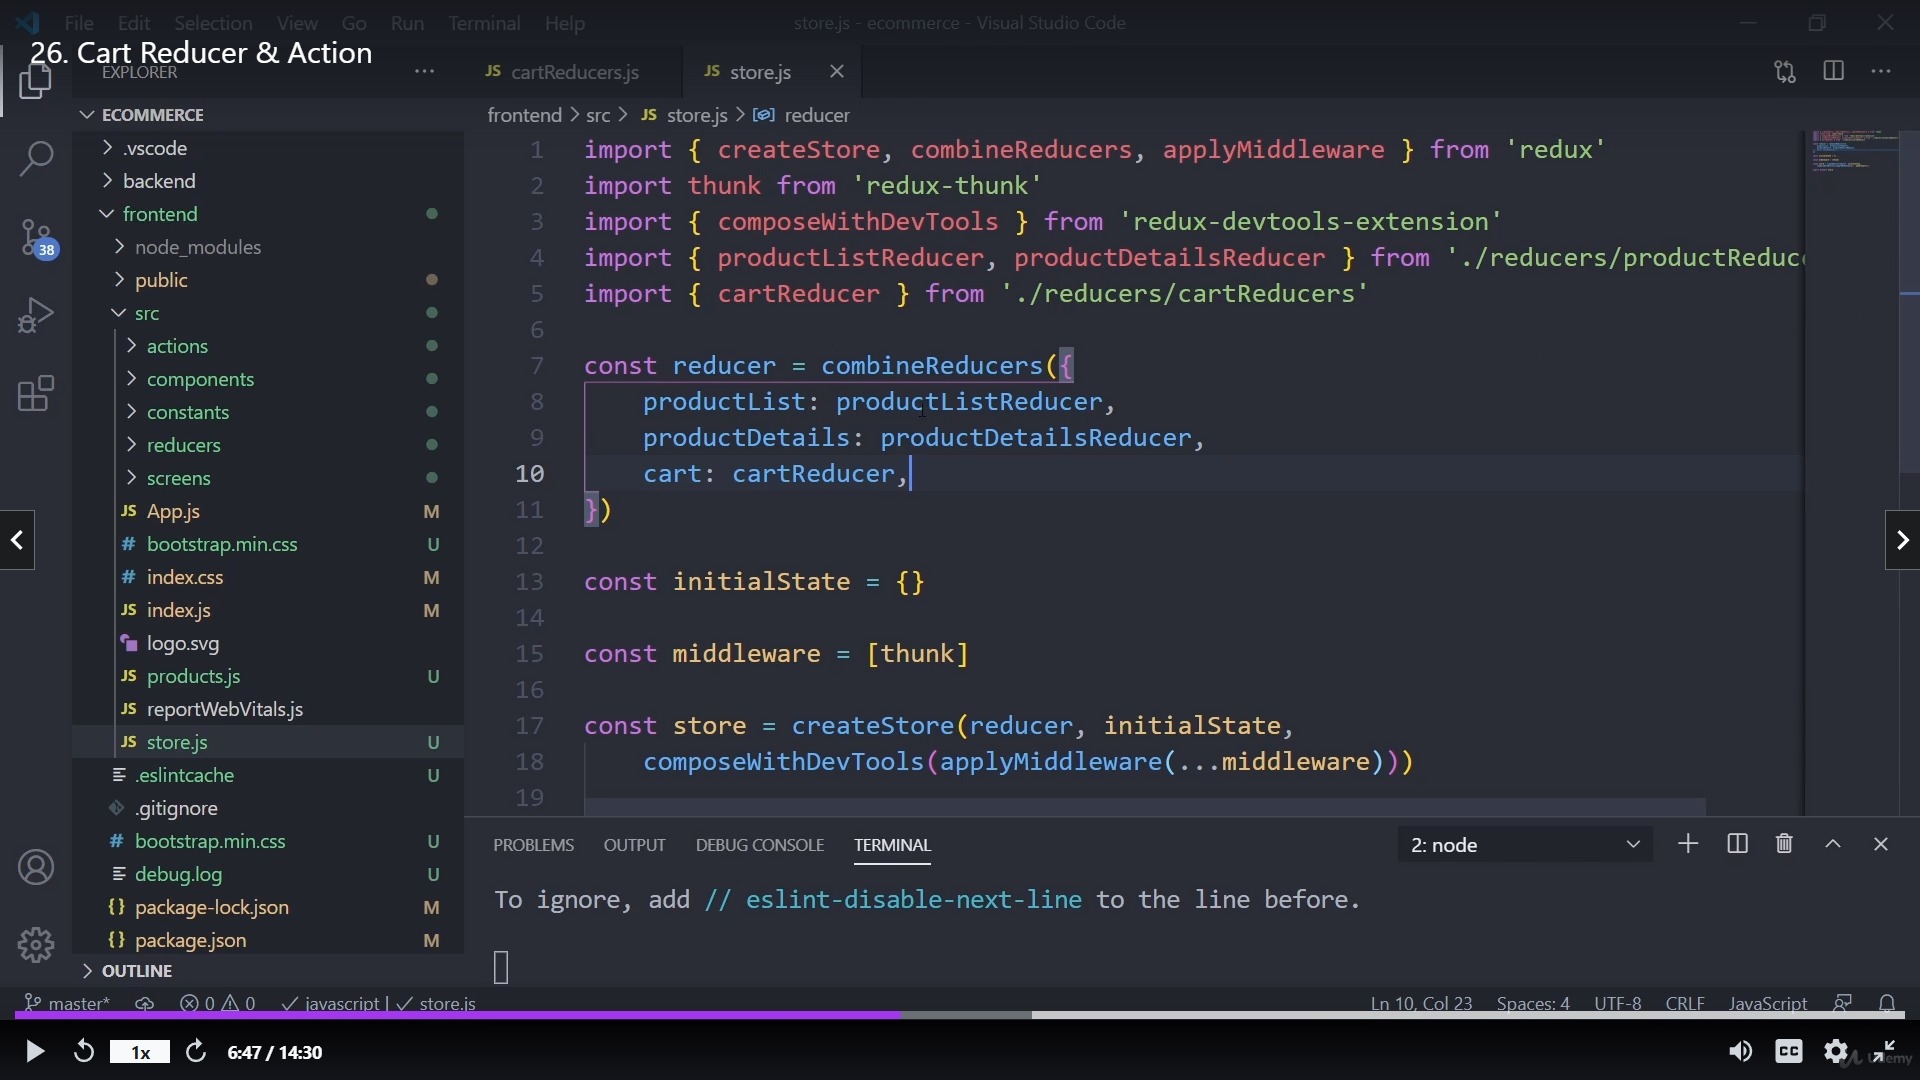 File Edit Selection View Go Run Terminal Help
store.js - ecommerce - Visual Studio Code
26. Cart Reducer & Action
EXPLORER
JS cartReducers.js
JS store.js
ECOMMERCE
.vscode
backend
frontend
node_modules
public
src
actions
components
constants
reducers
screens
JS App.js M
# bootstrap.min.css U
# index.css M
JS index.js M
logo.svg
JS products.js U
JS reportWebVitals.js
JS store.js U
.eslintcache U
.gitignore
# bootstrap.min.css U
debug.log U
{} package-lock.json M
{} package.json M
OUTLINE
38
frontend > src > JS store.js > reducer
1 import { createStore, combineReducers, applyMiddleware } from 'redux'
2 import thunk from 'redux-thunk'
3 import { composeWithDevTools } from 'redux-devtools-extension'
4 import { productListReducer, productDetailsReducer } from './reducers/productReduc
5 import { cartReducer } from './reducers/cartReducers'
6
7 const reducer = combineReducers({
8 productList: productListReducer,
9 productDetails: productDetailsReducer,
10 cart: cartReducer,
11 })
12
13 const initialState = {}
14
15 const middleware = [thunk]
16
17 const store = createStore(reducer, initialState,
18 composeWithDevTools(applyMiddleware(...middleware)))
19
PROBLEMS OUTPUT DEBUG CONSOLE TERMINAL
2: node
To ignore, add // eslint-disable-next-line to the line before.
master* 0 0 javascript | store.js
Ln 10, Col 23 Spaces: 4 UTF-8 CRLF JavaScript
1x 6:47 / 14:30
CC
Udemy